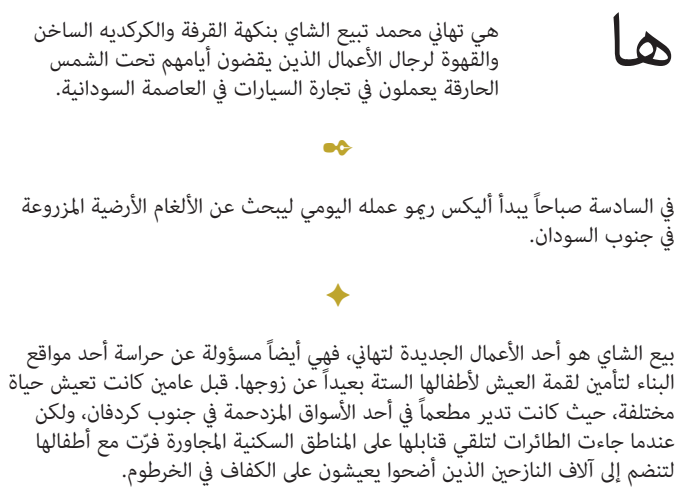 ها
هي تهاني محمد تبيع الشاي بنكهة القرفة والكركديه الساخن
والقهوة لرجال الأعمال الذين يقضون أيامهم تحت الشمس
الحارقة يعملون في تجارة السيارات في العاصمة السودانية.
في السادسة صباحاً يبدأ أليكس ريمو عمله اليومي ليبحث عن الألغام الأرضية المزروعة
في جنوب السودان.
بيع الشاي هو أحد الأعمال الجديدة لتهاني، فهي أيضاً مسؤولة عن حراسة أحد مواقع
البناء لتأمين لقمة العيش لأطفالها الستة بعيداً عن زوجها. قبل عامين كانت تعيش حياة
مختلفة، حيث كانت تدير مطعماً في أحد الأسواق المزدحمة في جنوب كردفان، ولكن
عندما جاءت الطائرات لتلقي قنابلها على المناطق السكنية المجاورة فرّت مع أطفالها
لتنضم إلى آلاف النازحين الذين أضحوا يعيشون على الكفاف في الخرطوم.